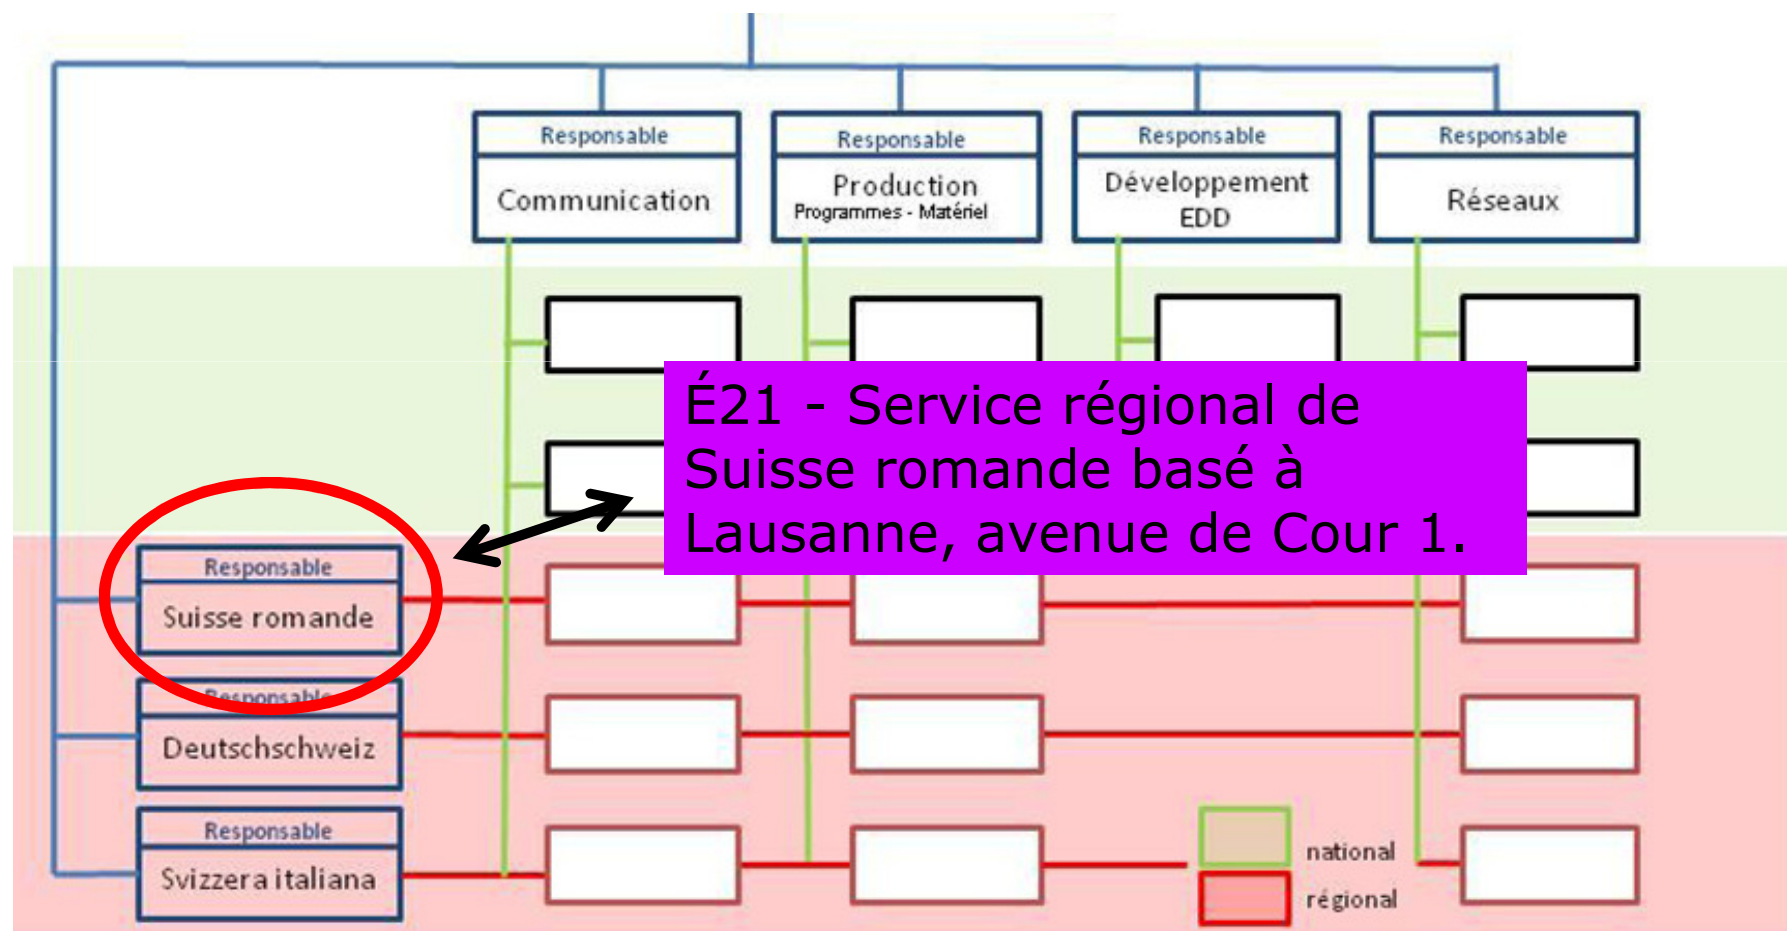 Responsable
Communication
Responsable
Production
Programmes - Matériel
Responsable
Développement
EDD
Responsable
Réseaux
É21 - Service régional de
Suisse romande basé à
Lausanne, avenue de Cour 1.
Responsable
Suisse romande
Responsable
Deutschschweiz
Responsable
Svizzera italiana
national
régional